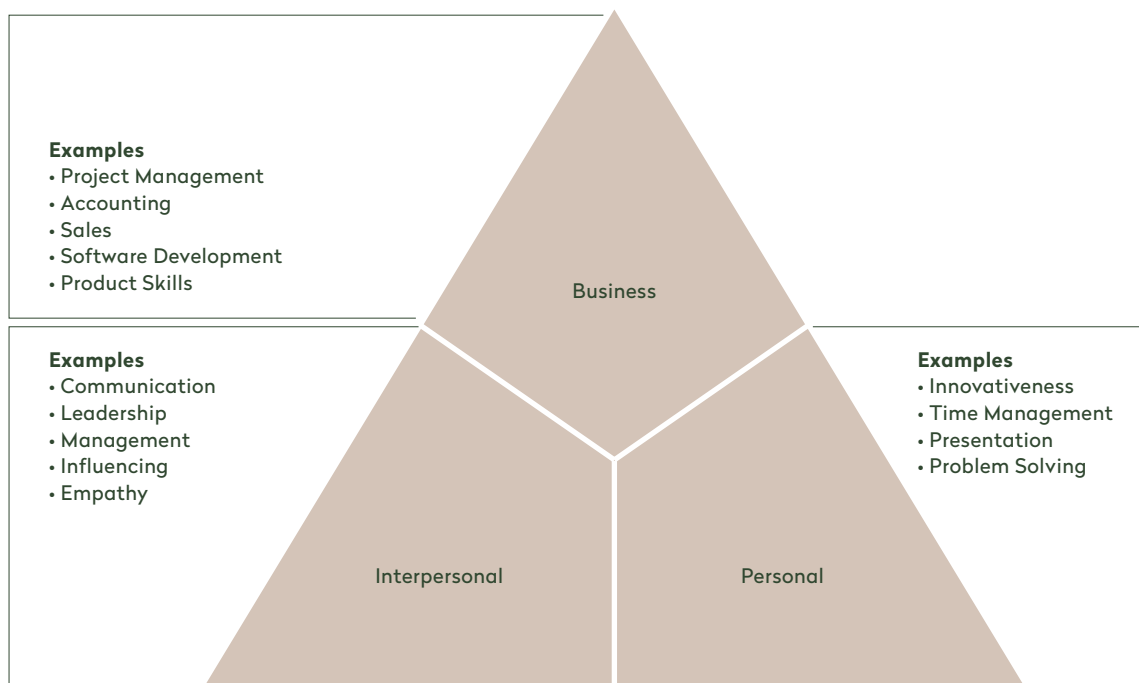 Examples
• Project Management
• Accounting
• Sales
• Software Development
• Product Skills
Business
Examples
• Communication
• Leadership
• Management
• Influencing
• Empathy
Examples
• Innovativeness
• Time Management
• Presentation
• Problem Solving
Interpersonal
Personal